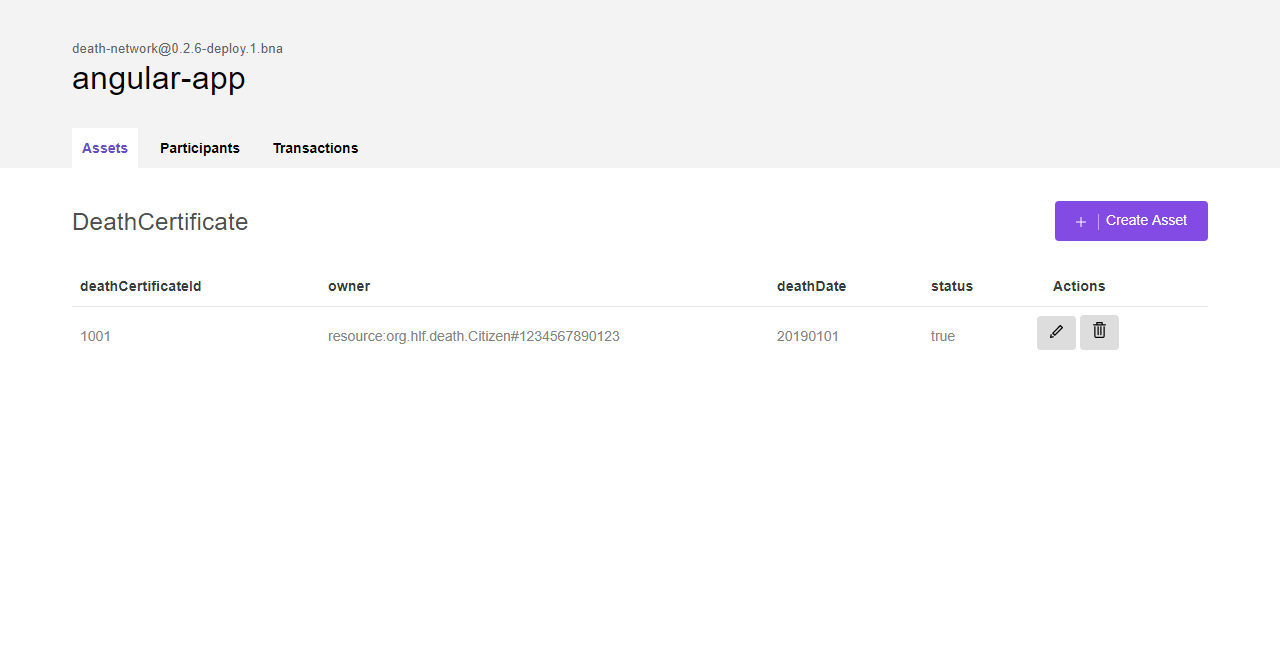 death-network@0.2.6-deploy.1.bna
angular-app
Assets Participants Transactions
DeathCertificate
+ | Create Asset
deathCertificateId owner deathDate status Actions
1001 resource:org.hlf.death.Citizen#1234567890123 20190101 true